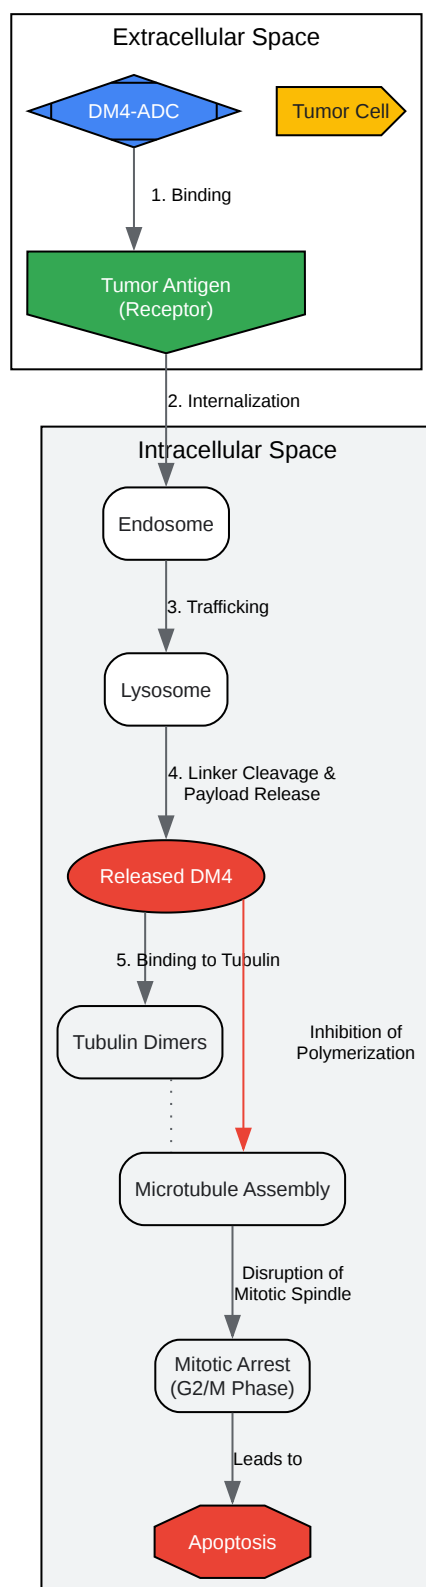 Extracellular Space
DM4-ADC
Tumor Cell
1. Binding
Tumor Antigen
(Receptor)
2. Internalization
Intracellular Space
Endosome
3. Trafficking
Lysosome
4. Linker Cleavage &
Payload Release
Released DM4
5. Binding to Tubulin
Tubulin Dimers
Inhibition of
Polymerization
Microtubule Assembly
Disruption of
Mitotic Spindle
Mitotic Arrest
(G2/M Phase)
Leads to
Apoptosis